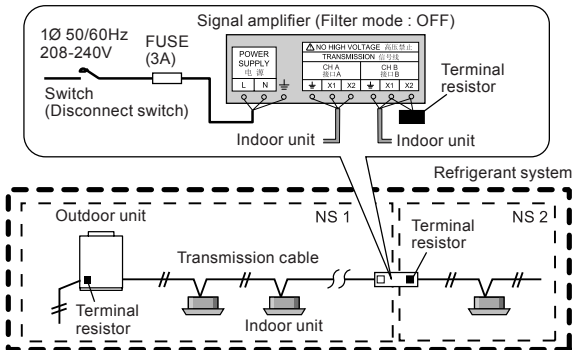 Signal amplifier (Filter mode : OFF)
1Ø 50/60Hz
208-240V
FUSE
(3A)
Switch
(Disconnect switch)
POWER
SUPPLY
电 源
L N
NO HIGH VOLTAGE 高压禁止
TRANSMISSION 信号线
CH A
接口A
CH B
接口B
X1 X2 X1 X2
Terminal
resistor
Indoor unit
Indoor unit
Refrigerant system
Outdoor unit
NS 1
Terminal
resistor
NS 2
Transmission cable
Terminal
resistor
Indoor unit